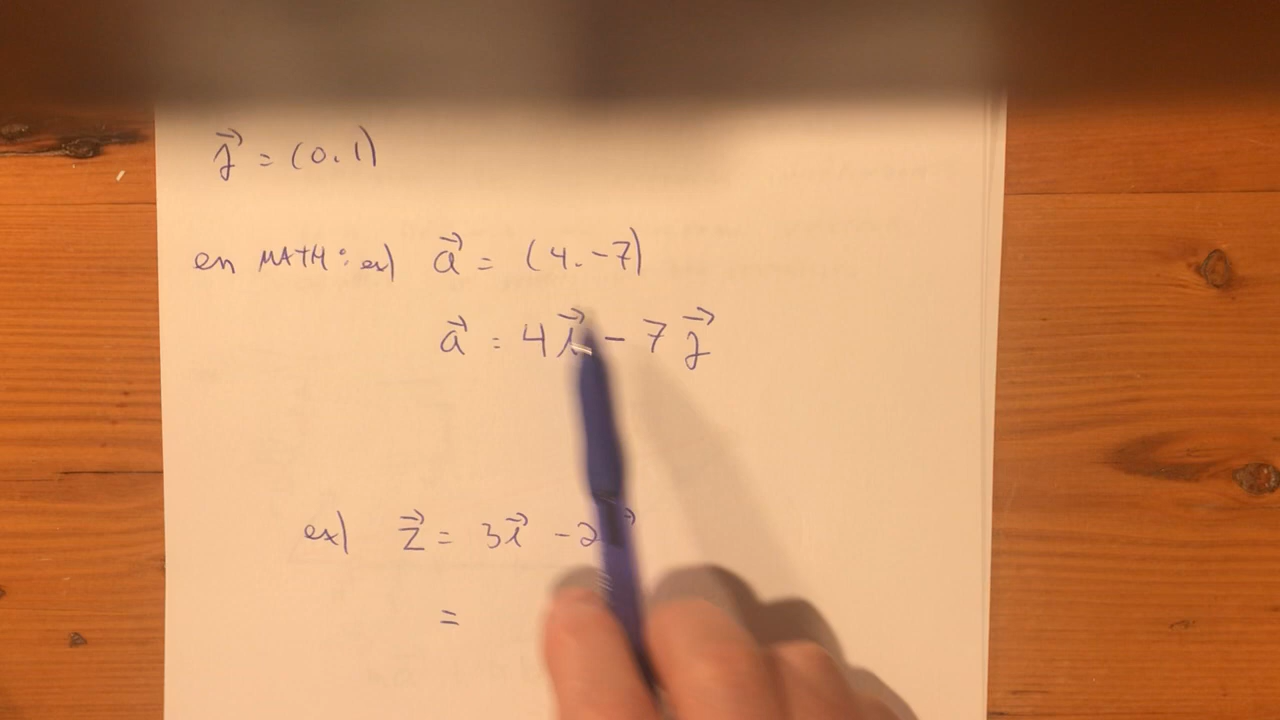 j⃗ = (0.1)
en MATH: ex) a⃗ = (4.-7)
a⃗ = 4i⃗ - 7j⃗
ex) z⃗ = 3i⃗ - 2
=